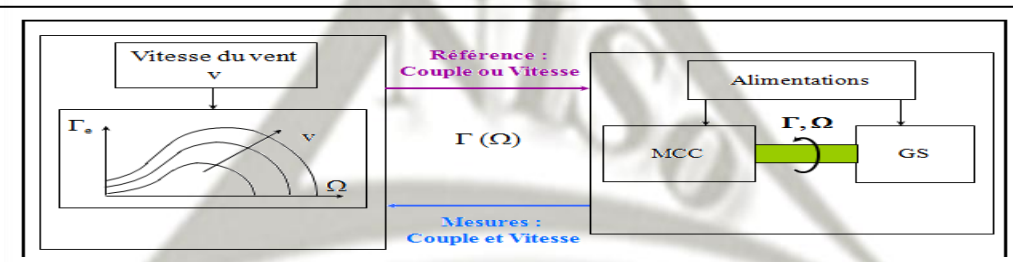 Vitesse du vent
v
Γₑ
v
Ω
Référence :
Couple ou Vitesse
Γ (Ω)
Mesures :
Couple et Vitesse
Alimentations
Γ, Ω
MCC
GS